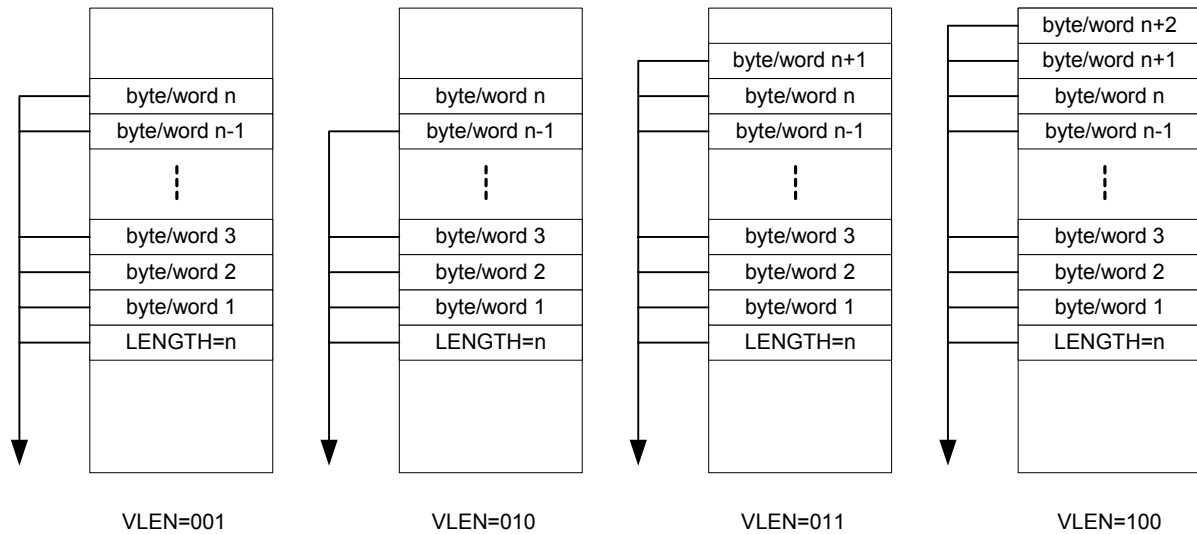 byte/word n
byte/word n-1
byte/word 3
byte/word 2
byte/word 1
LENGTH=n
VLEN=001
byte/word n
byte/word n-1
byte/word 3
byte/word 2
byte/word 1
LENGTH=n
VLEN=010
byte/word n+1
byte/word n
byte/word n-1
byte/word 3
byte/word 2
byte/word 1
LENGTH=n
VLEN=011
byte/word n+2
byte/word n+1
byte/word n
byte/word n-1
byte/word 3
byte/word 2
byte/word 1
LENGTH=n
VLEN=100